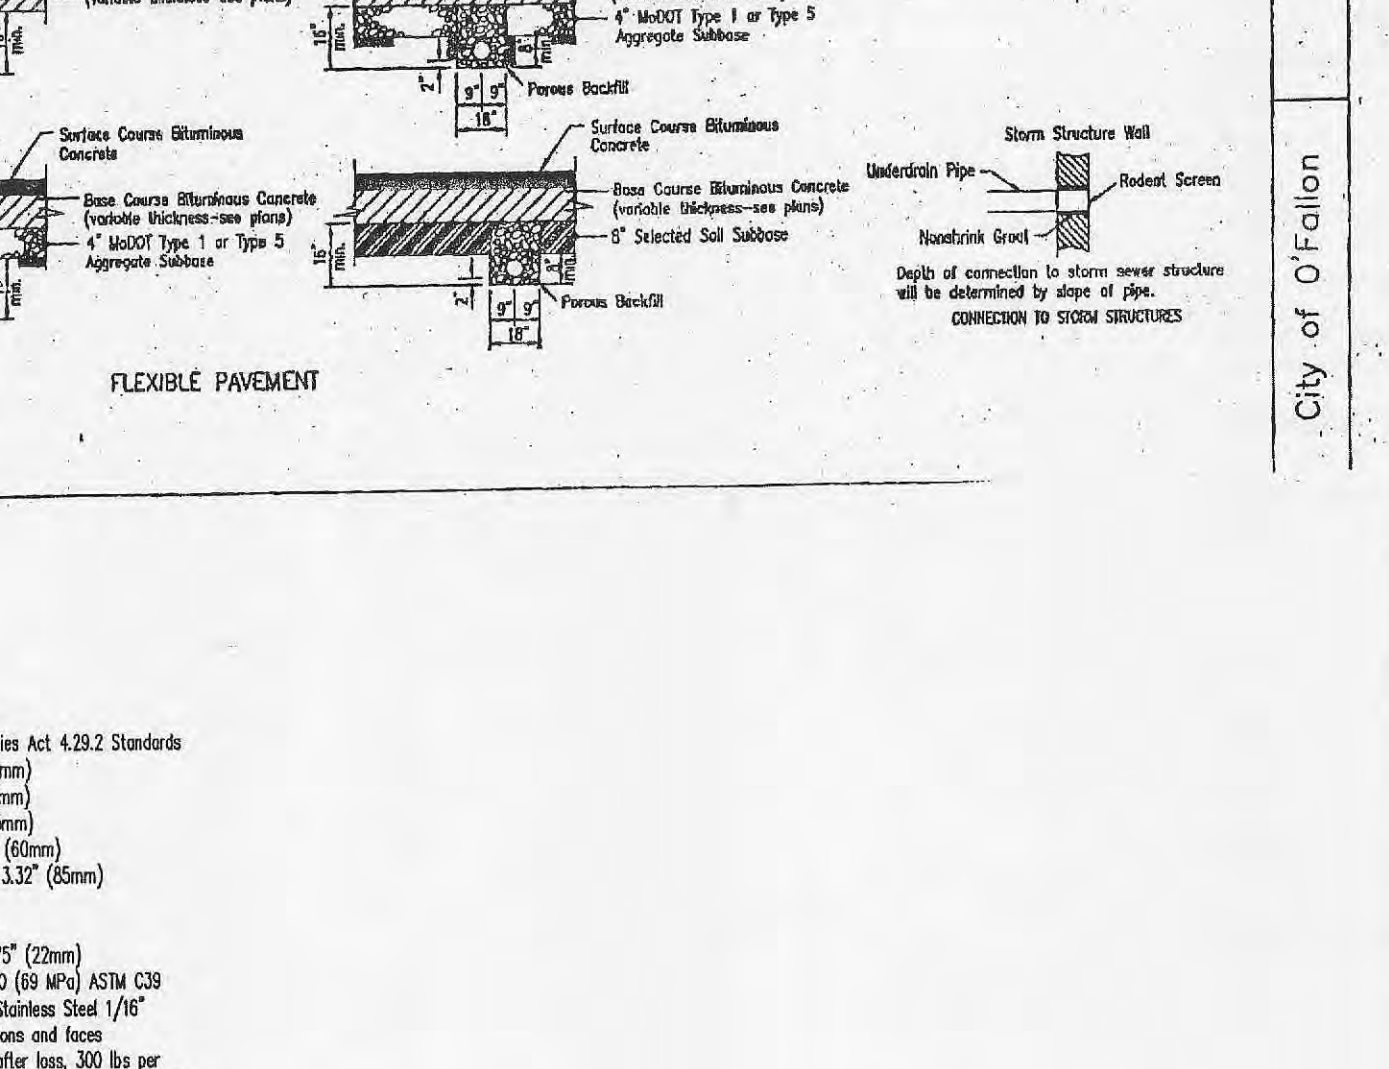 4" MoDOT Type 1 or Type 5
Aggregate Subbase
16"
min.
8"
min.
2"
9" 9"
18"
Porous Backfill
Surface Course Bituminous
Concrete
Base Course Bituminous Concrete
(variable thickness-see plans)
4" MoDOT Type 1 or Type 5
Aggregate Subbase
min.
Surface Course Bituminous
Concrete
Base Course Bituminous Concrete
(variable thickness-see plans)
8" Selected Soil Subbase
16"
min.
8"
min.
2"
9" 9"
18"
Porous Backfill
FLEXIBLE PAVEMENT
Storm Structure Wall
Underdrain Pipe
Rodent Screen
Nonshrink Grout
Depth of connection to storm sewer structure
will be determined by slope of pipe.
CONNECTION TO STORM STRUCTURES
City of O'Fallon
ies Act 4.29.2 Standards
mm)
mm)
mm)
(60mm)
3.32" (85mm)
5" (22mm)
0 (69 MPa) ASTM C39
Stainless Steel 1/16"
ons and faces
after loss, 300 lbs per